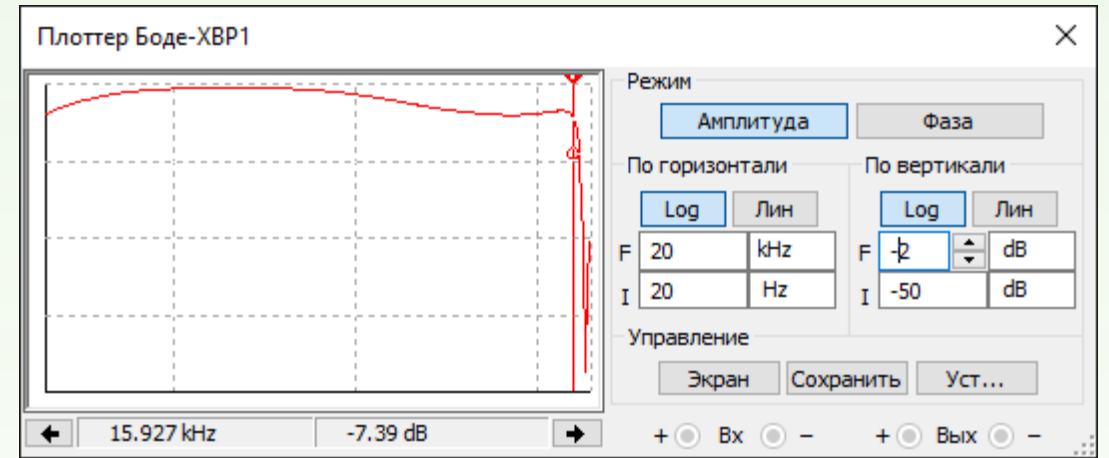 Плоттер Боде-XBP1
Режим
Амплитуда Фаза
По горизонтали По вертикали
Log Лин Log Лин
F 20 kHz F -2 dB
I 20 Hz I -50 dB
Управление
Экран Сохранить Уст...
15.927 kHz -7.39 dB + Вх − + Вых −